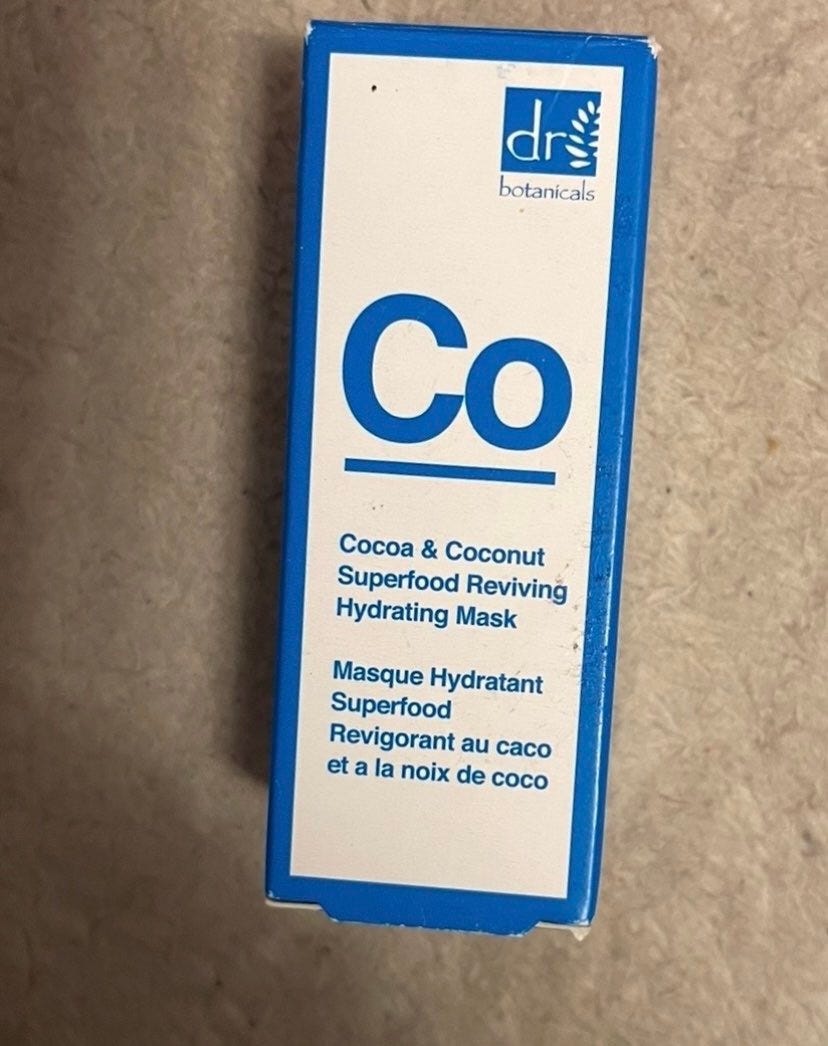 dr
botanicals
Co
Cocoa & Coconut
Superfood Reviving
Hydrating Mask
Masque Hydratant
Superfood
Revigorant au caco
et a la noix de coco